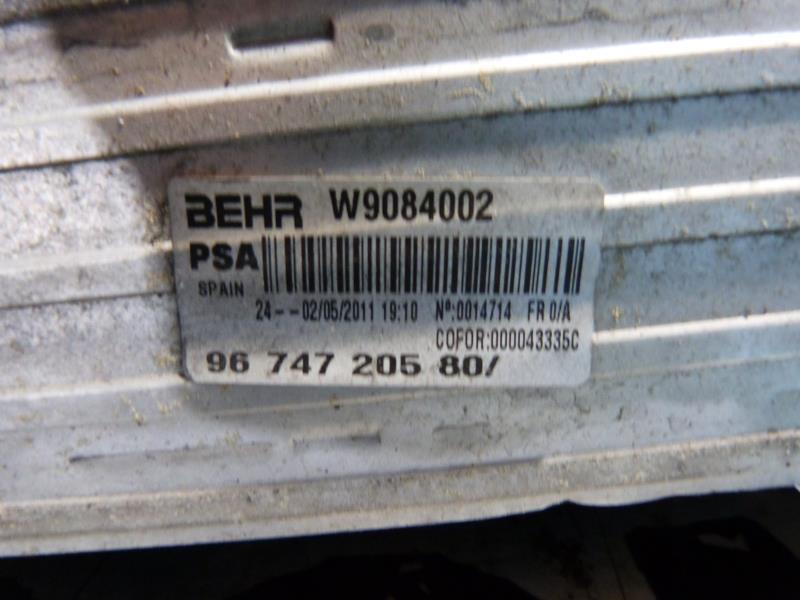 BEHR W9084002
PSA
SPAIN
24--02/05/2011 19:10 Nº:0014714 FR 0/A
COFOR:000043335C
96 747 205 80/